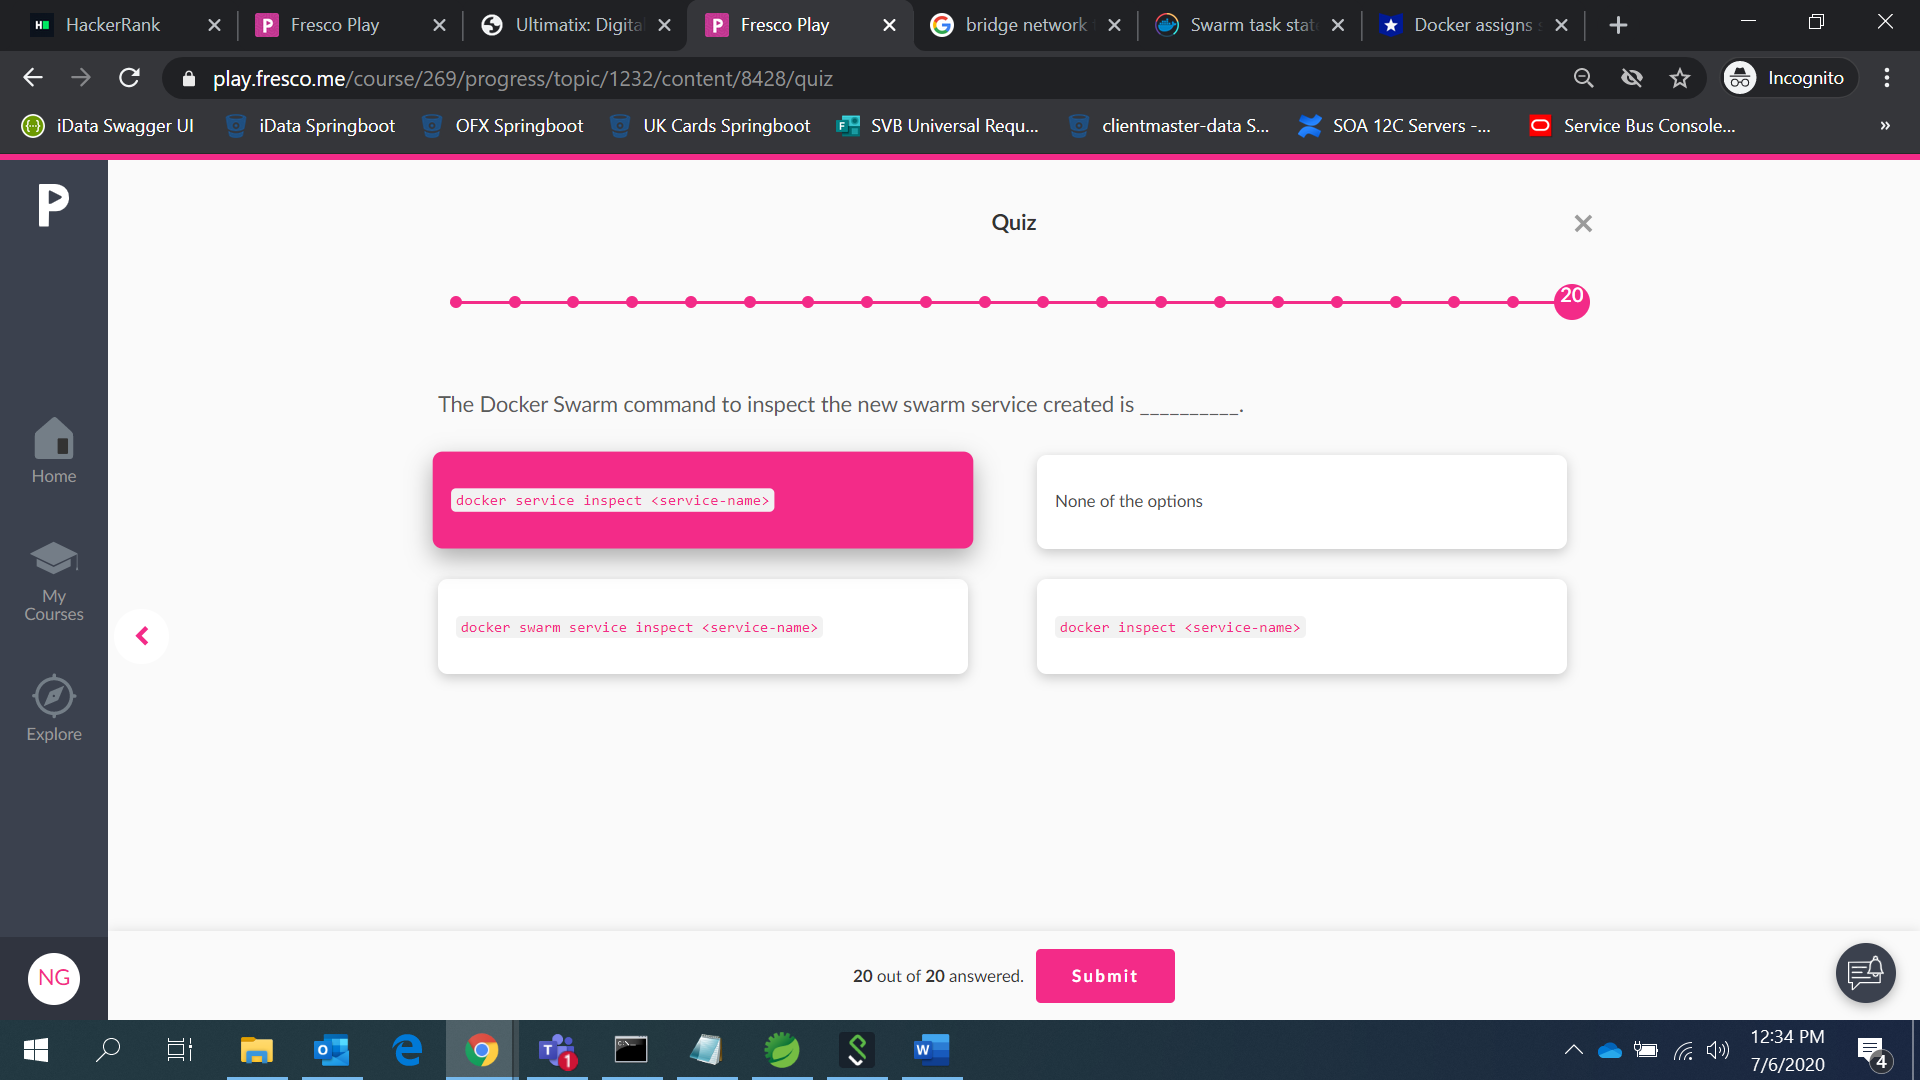 HackerRank
Fresco Play
Ultimatix: Digita
Fresco Play
bridge network
Swarm task stat
Docker assigns
play.fresco.me/course/269/progress/topic/1232/content/8428/quiz
Incognito
iData Swagger UI
iData Springboot
OFX Springboot
UK Cards Springboot
SVB Universal Requ...
clientmaster-data S...
SOA 12C Servers -...
Service Bus Console...
»
P
Quiz
20
The Docker Swarm command to inspect the new swarm service created is __________.
docker service inspect <service-name>
None of the options
docker swarm service inspect <service-name>
docker inspect <service-name>
Home
My
Courses
Explore
NG
20 out of 20 answered.
Submit
12:34 PM
7/6/2020
1
4